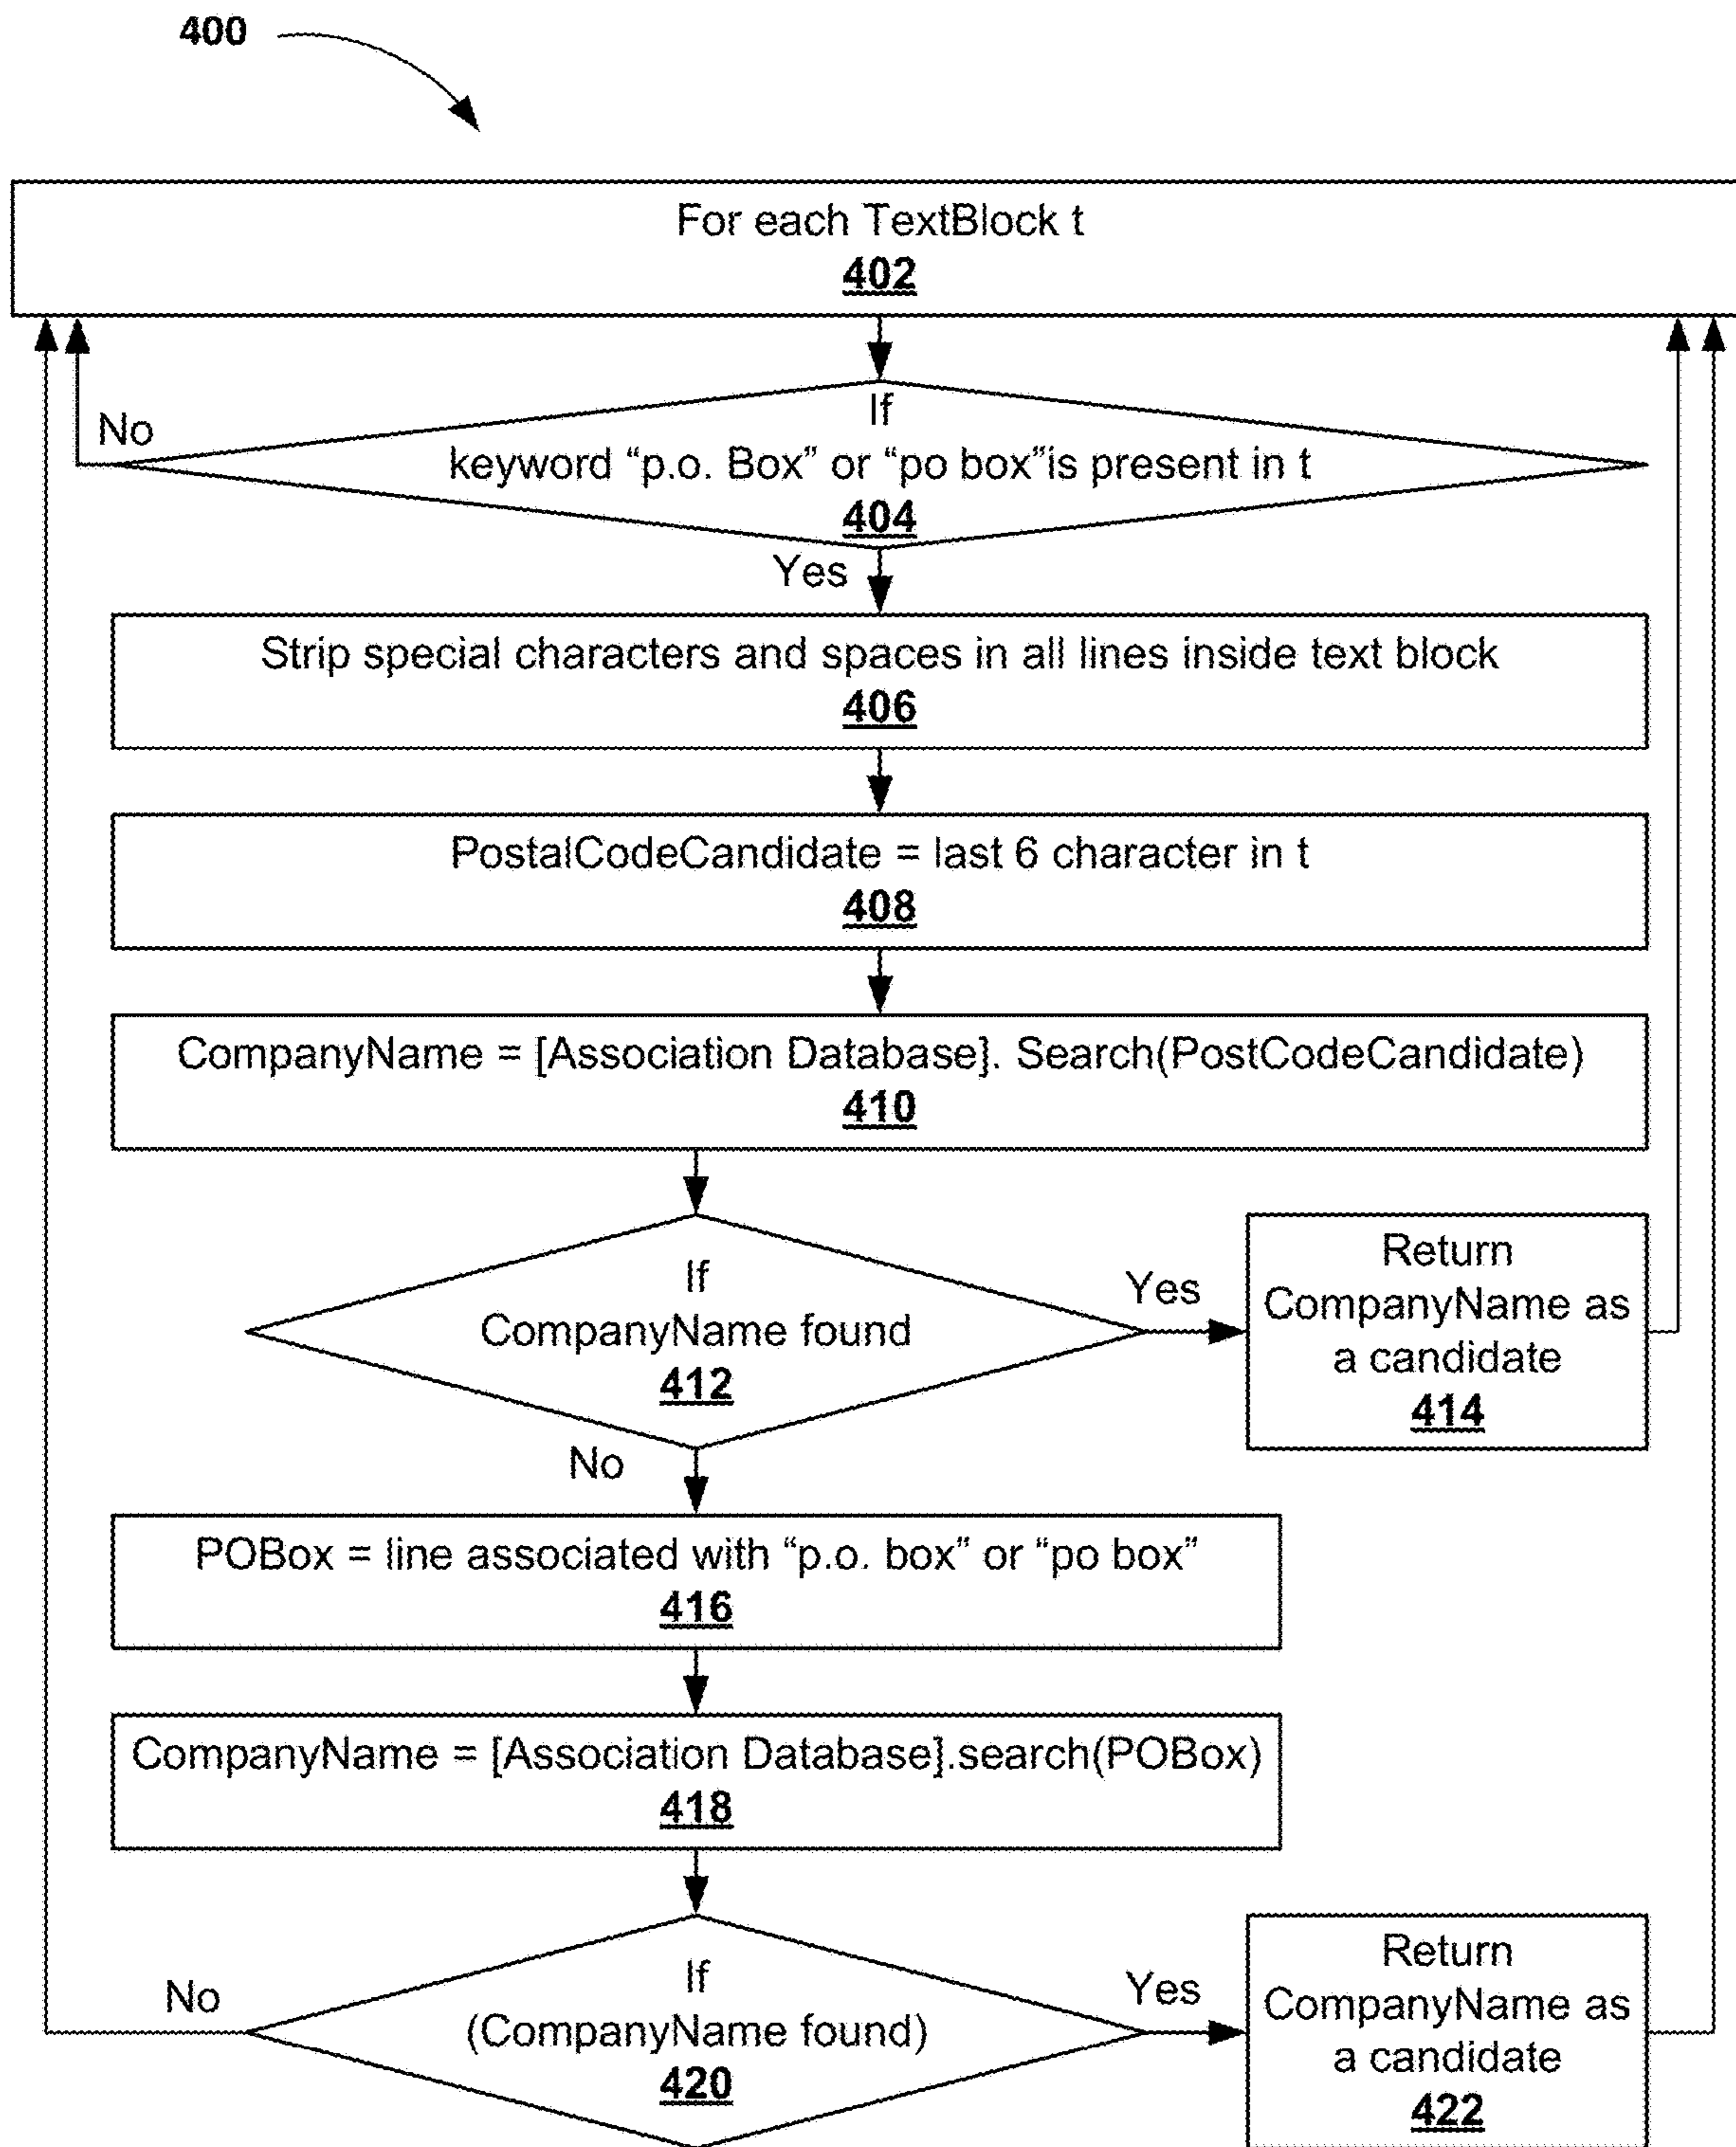 400
For each TextBlock t
402
If
keyword “p.o. Box” or “po box”is present in t
404
No
Yes
Strip special characters and spaces in all lines inside text block
406
PostalCodeCandidate = last 6 character in t
408
CompanyName = [Association Database]. Search(PostCodeCandidate)
410
If
CompanyName found
412
Yes
Return
CompanyName as
a candidate
414
No
POBox = line associated with “p.o. box” or “po box”
416
CompanyName = [Association Database].search(POBox)
418
If
(CompanyName found)
420
No
Yes
Return
CompanyName as
a candidate
422